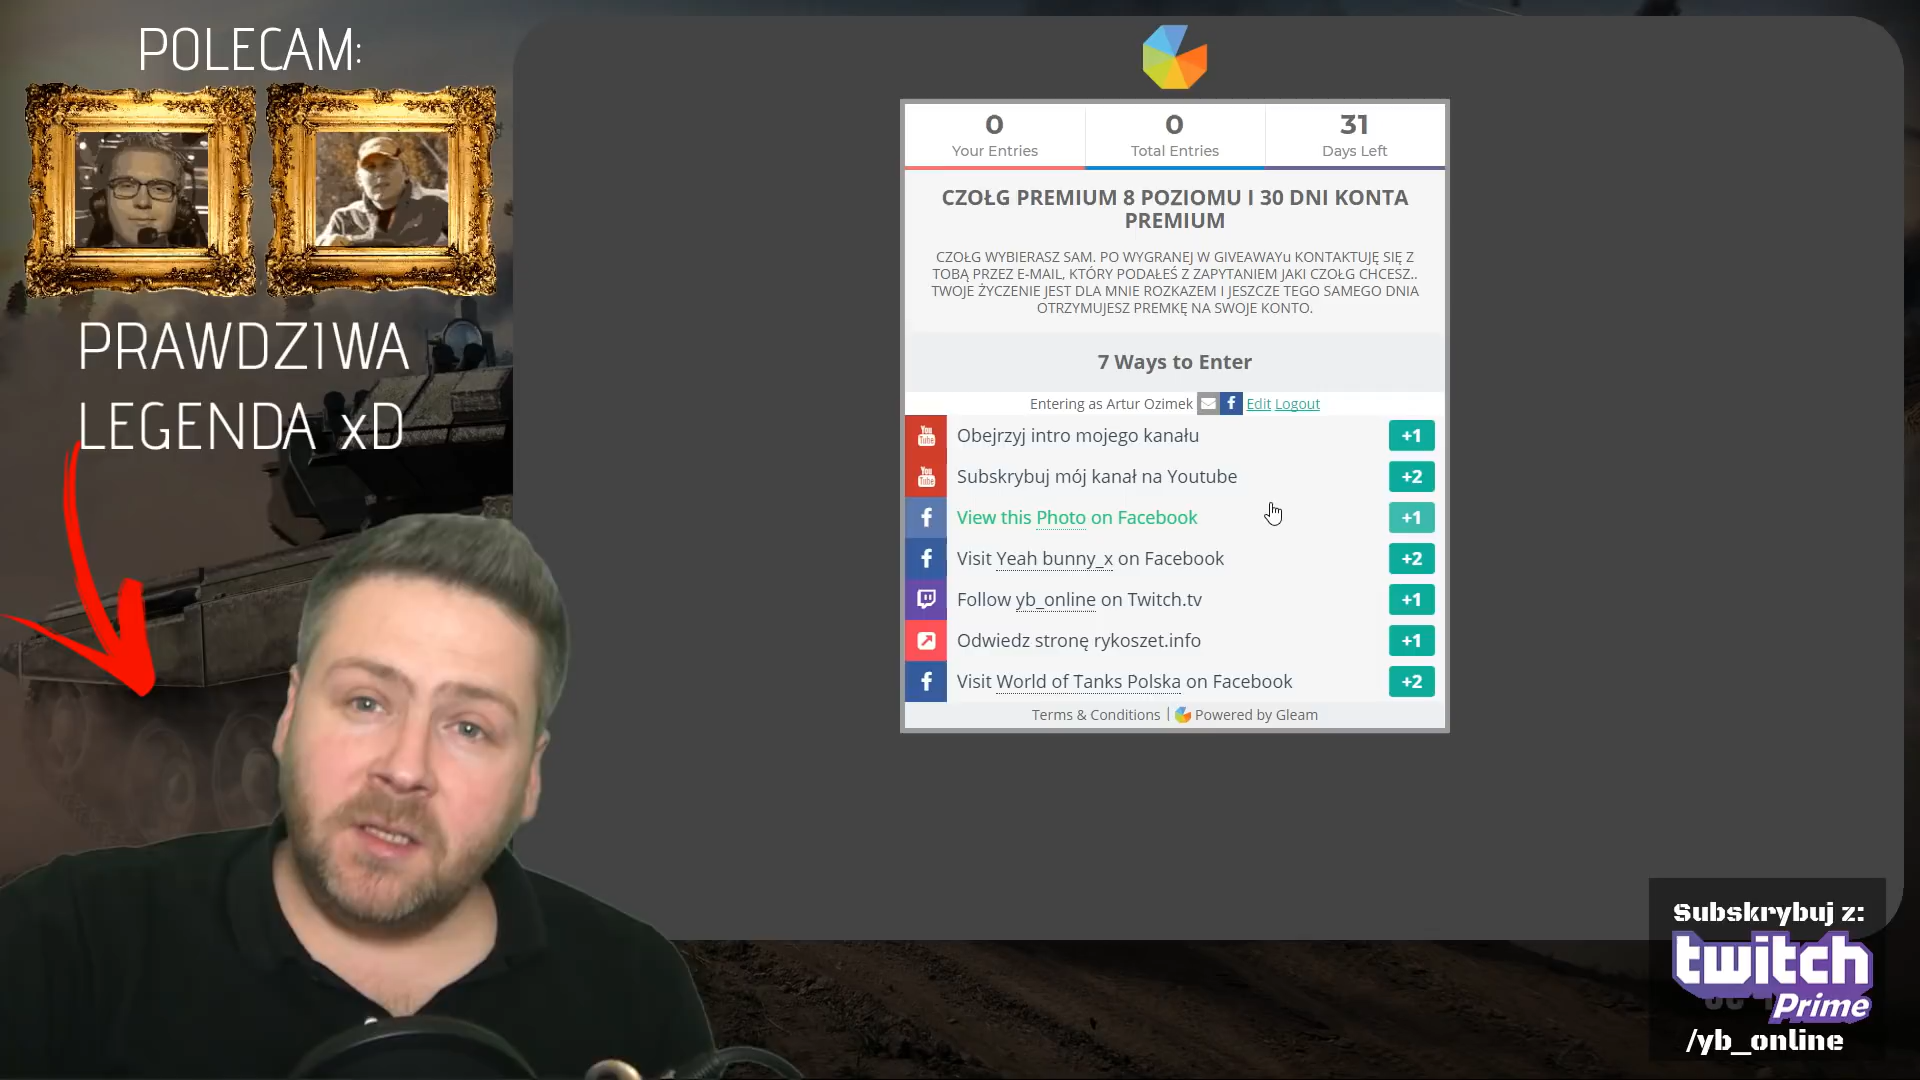 POLECAM:
PRAWDZIWA
LEGENDA xD
0
Your Entries
0
Total Entries
31
Days Left
CZOŁG PREMIUM 8 POZIOMU I 30 DNI KONTA
PREMIUM
CZOŁG WYBIERASZ SAM. PO WYGRANEJ W GIVEAWAYu KONTAKTUJĘ SIĘ Z
TOBĄ PRZEZ E-MAIL, KTÓRY PODAŁEŚ Z ZAPYTANIEM JAKI CZOŁG CHCESZ..
TWOJE ŻYCZENIE JEST DLA MNIE ROZKAZEM I JESZCZE TEGO SAMEGO DNIA
OTRZYMUJESZ PREMKĘ NA SWOJE KONTO.
7 Ways to Enter
Entering as Artur Ozimek f Edit Logout
You Tube Obejrzyj intro mojego kanału +1
You Tube Subskrybuj mój kanał na Youtube +2
f View this Photo on Facebook +1
f Visit Yeah bunny_x on Facebook +2
Follow yb_online on Twitch.tv +1
Odwiedz stronę rykoszet.info +1
f Visit World of Tanks Polska on Facebook +2
Terms & Conditions | Powered by Gleam
Subskrybuj z:
twitch
Prime
/yb_online